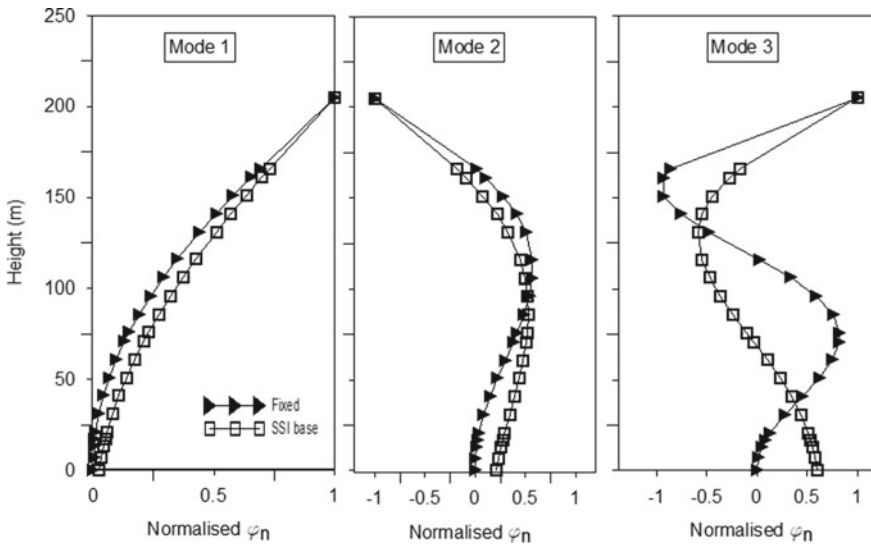 Mode 1
Mode 2
Mode 3
Height (m)
250
200
150
100
50
0
Fixed
SSI base
0 0.5 1
-1 -0.5 0 0.5 1
-1 -0.5 0 0.5 1
Normalised φn
Normalised φn
Normalised φn